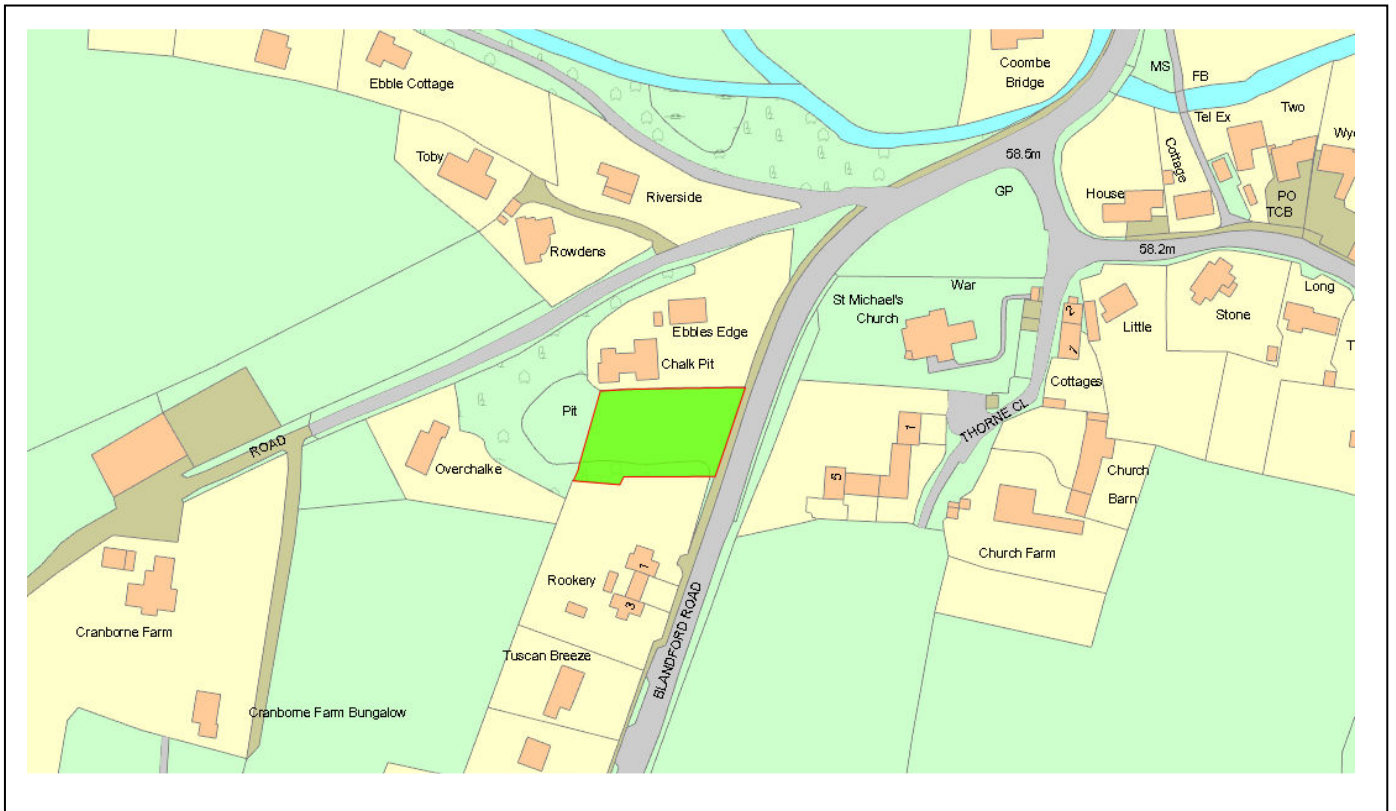 Ebble Cottage
Coombe
Bridge
MS
FB
Tel Ex
Two
Toby
58.5m
Cottage
Riverside
GP
House
PO
TCB
Rowdens
58.2m
War
St Michael's
Church
Long
Stone
Ebbles Edge
2
Little
1
Chalk Pit
Cottages
Pit
1
THORNE CL
ROAD
Overchalke
5
Church
Barn
Church Farm
Rookery
1
3
Cranborne Farm
Tuscan Breeze
BLANDFORD ROAD
Cranborne Farm Bungalow